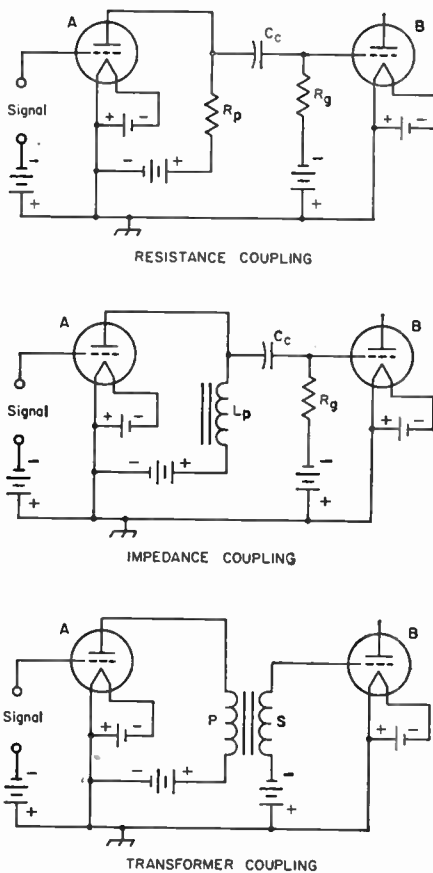 A
B
Cc
Signal
Rp
Rg
+ -
- +
+ -
-
+
-
+
RESISTANCE COUPLING
A
B
Cc
Signal
Lp
Rg
+ -
- +
+ -
-
+
-
+
IMPEDANCE COUPLING
A
B
Signal
P S
+ -
- +
+ -
-
+
-
+
TRANSFORMER COUPLING